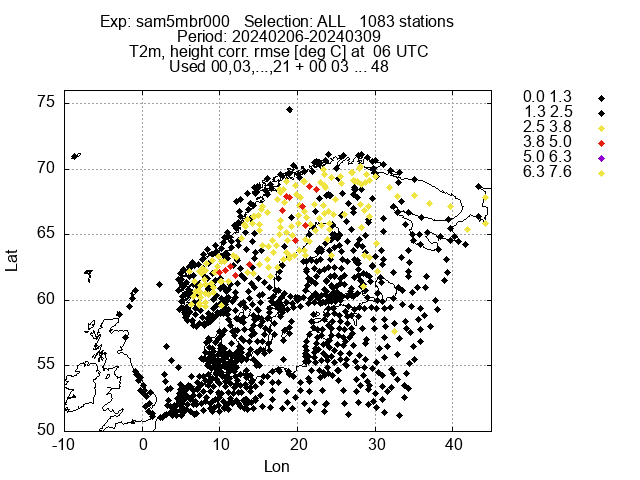 Exp: sam5mbr000 Selection: ALL 1083 stations
Period: 20240206-20240309
T2m, height corr. rmse [deg C] at 06 UTC
Used 00,03,...,21 + 00 03 ... 48
0.0 1.3
1.3 2.5
2.5 3.8
3.8 5.0
5.0 6.3
6.3 7.6
75
70
65
60
55
50
Lat
-10 0 10 20 30 40
Lon